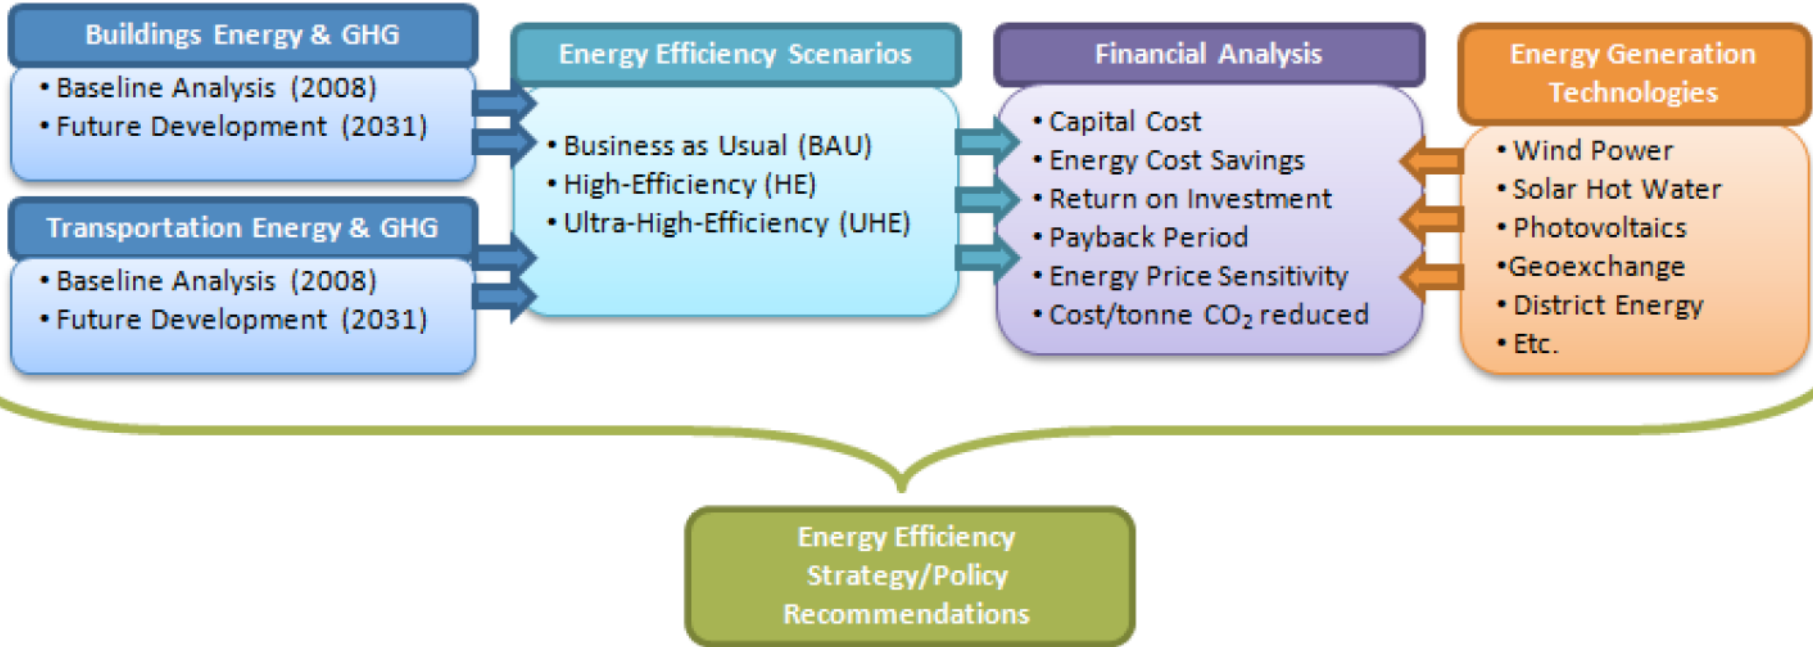 Buildings Energy & GHG
• Baseline Analysis (2008)
• Future Development (2031)
Transportation Energy & GHG
• Baseline Analysis (2008)
• Future Development (2031)
Energy Efficiency Scenarios
• Business as Usual (BAU)
• High-Efficiency (HE)
• Ultra-High-Efficiency (UHE)
Financial Analysis
• Capital Cost
• Energy Cost Savings
• Return on Investment
• Payback Period
• Energy Price Sensitivity
• Cost/tonne CO₂ reduced
Energy Generation
Technologies
• Wind Power
• Solar Hot Water
• Photovoltaics
•Geoexchange
• District Energy
• Etc.
Energy Efficiency
Strategy/Policy
Recommendations